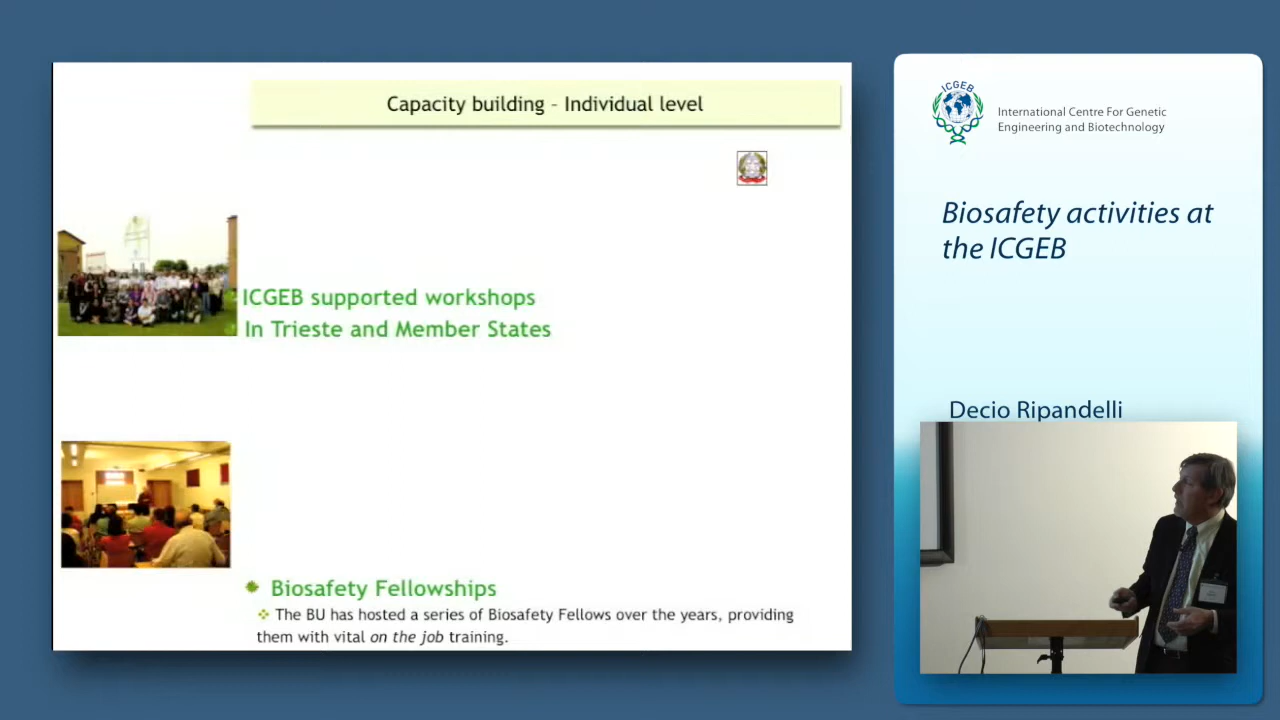 Capacity building – Individual level
ICGEB supported workshops
In Trieste and Member States
Biosafety Fellowships
The BU has hosted a series of Biosafety Fellows over the years, providing
them with vital on the job training.
ICGEB
International Centre For Genetic
Engineering and Biotechnology
Biosafety activities at
the ICGEB
Decio Ripandelli